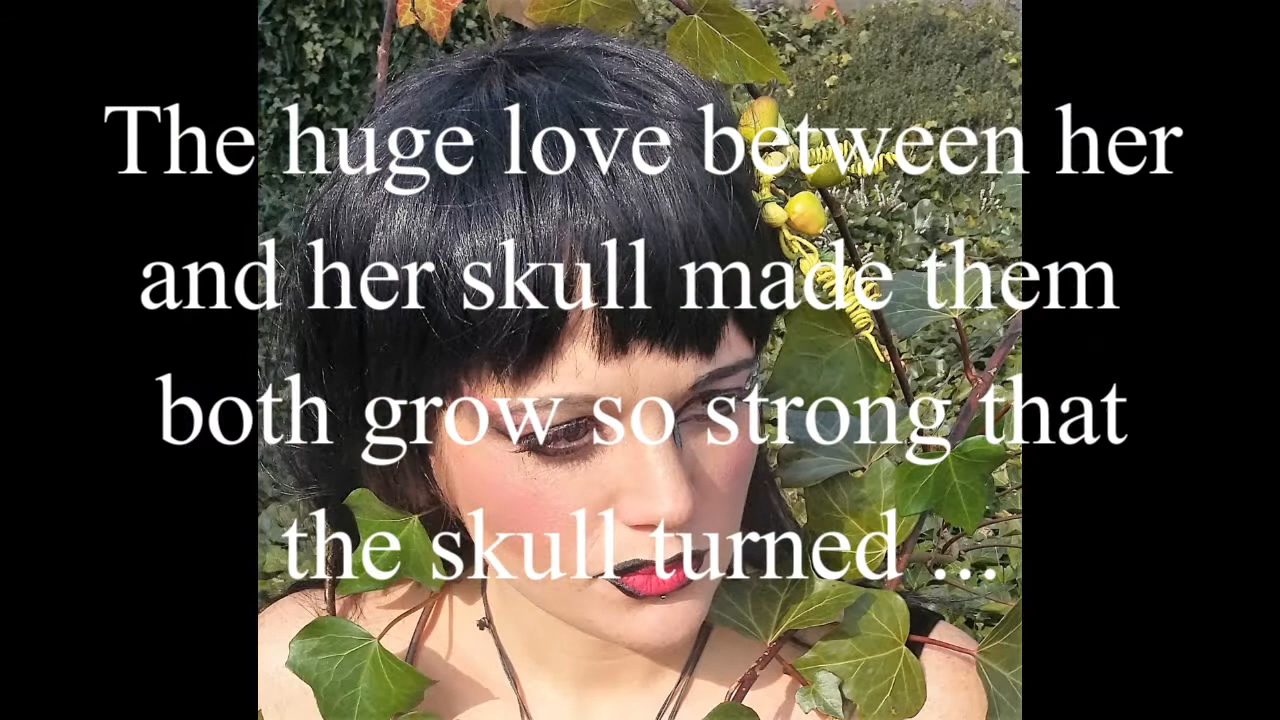 The huge love between her
and her skull made them
both grow so strong that
the skull turned ...